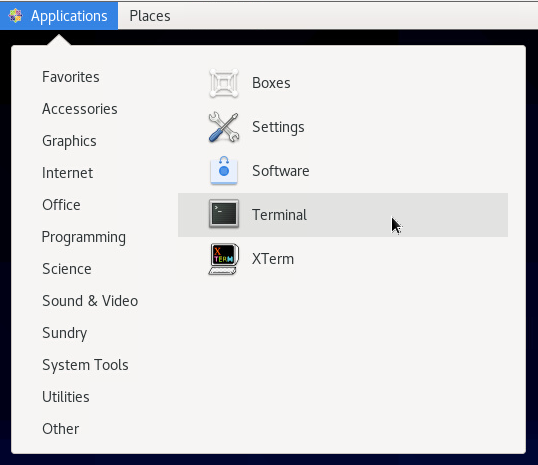 Applications Places
Favorites
Accessories
Graphics
Internet
Office
Programming
Science
Sound & Video
Sundry
System Tools
Utilities
Other
Boxes
Settings
Software
>_
Terminal
X
TERM
XTerm